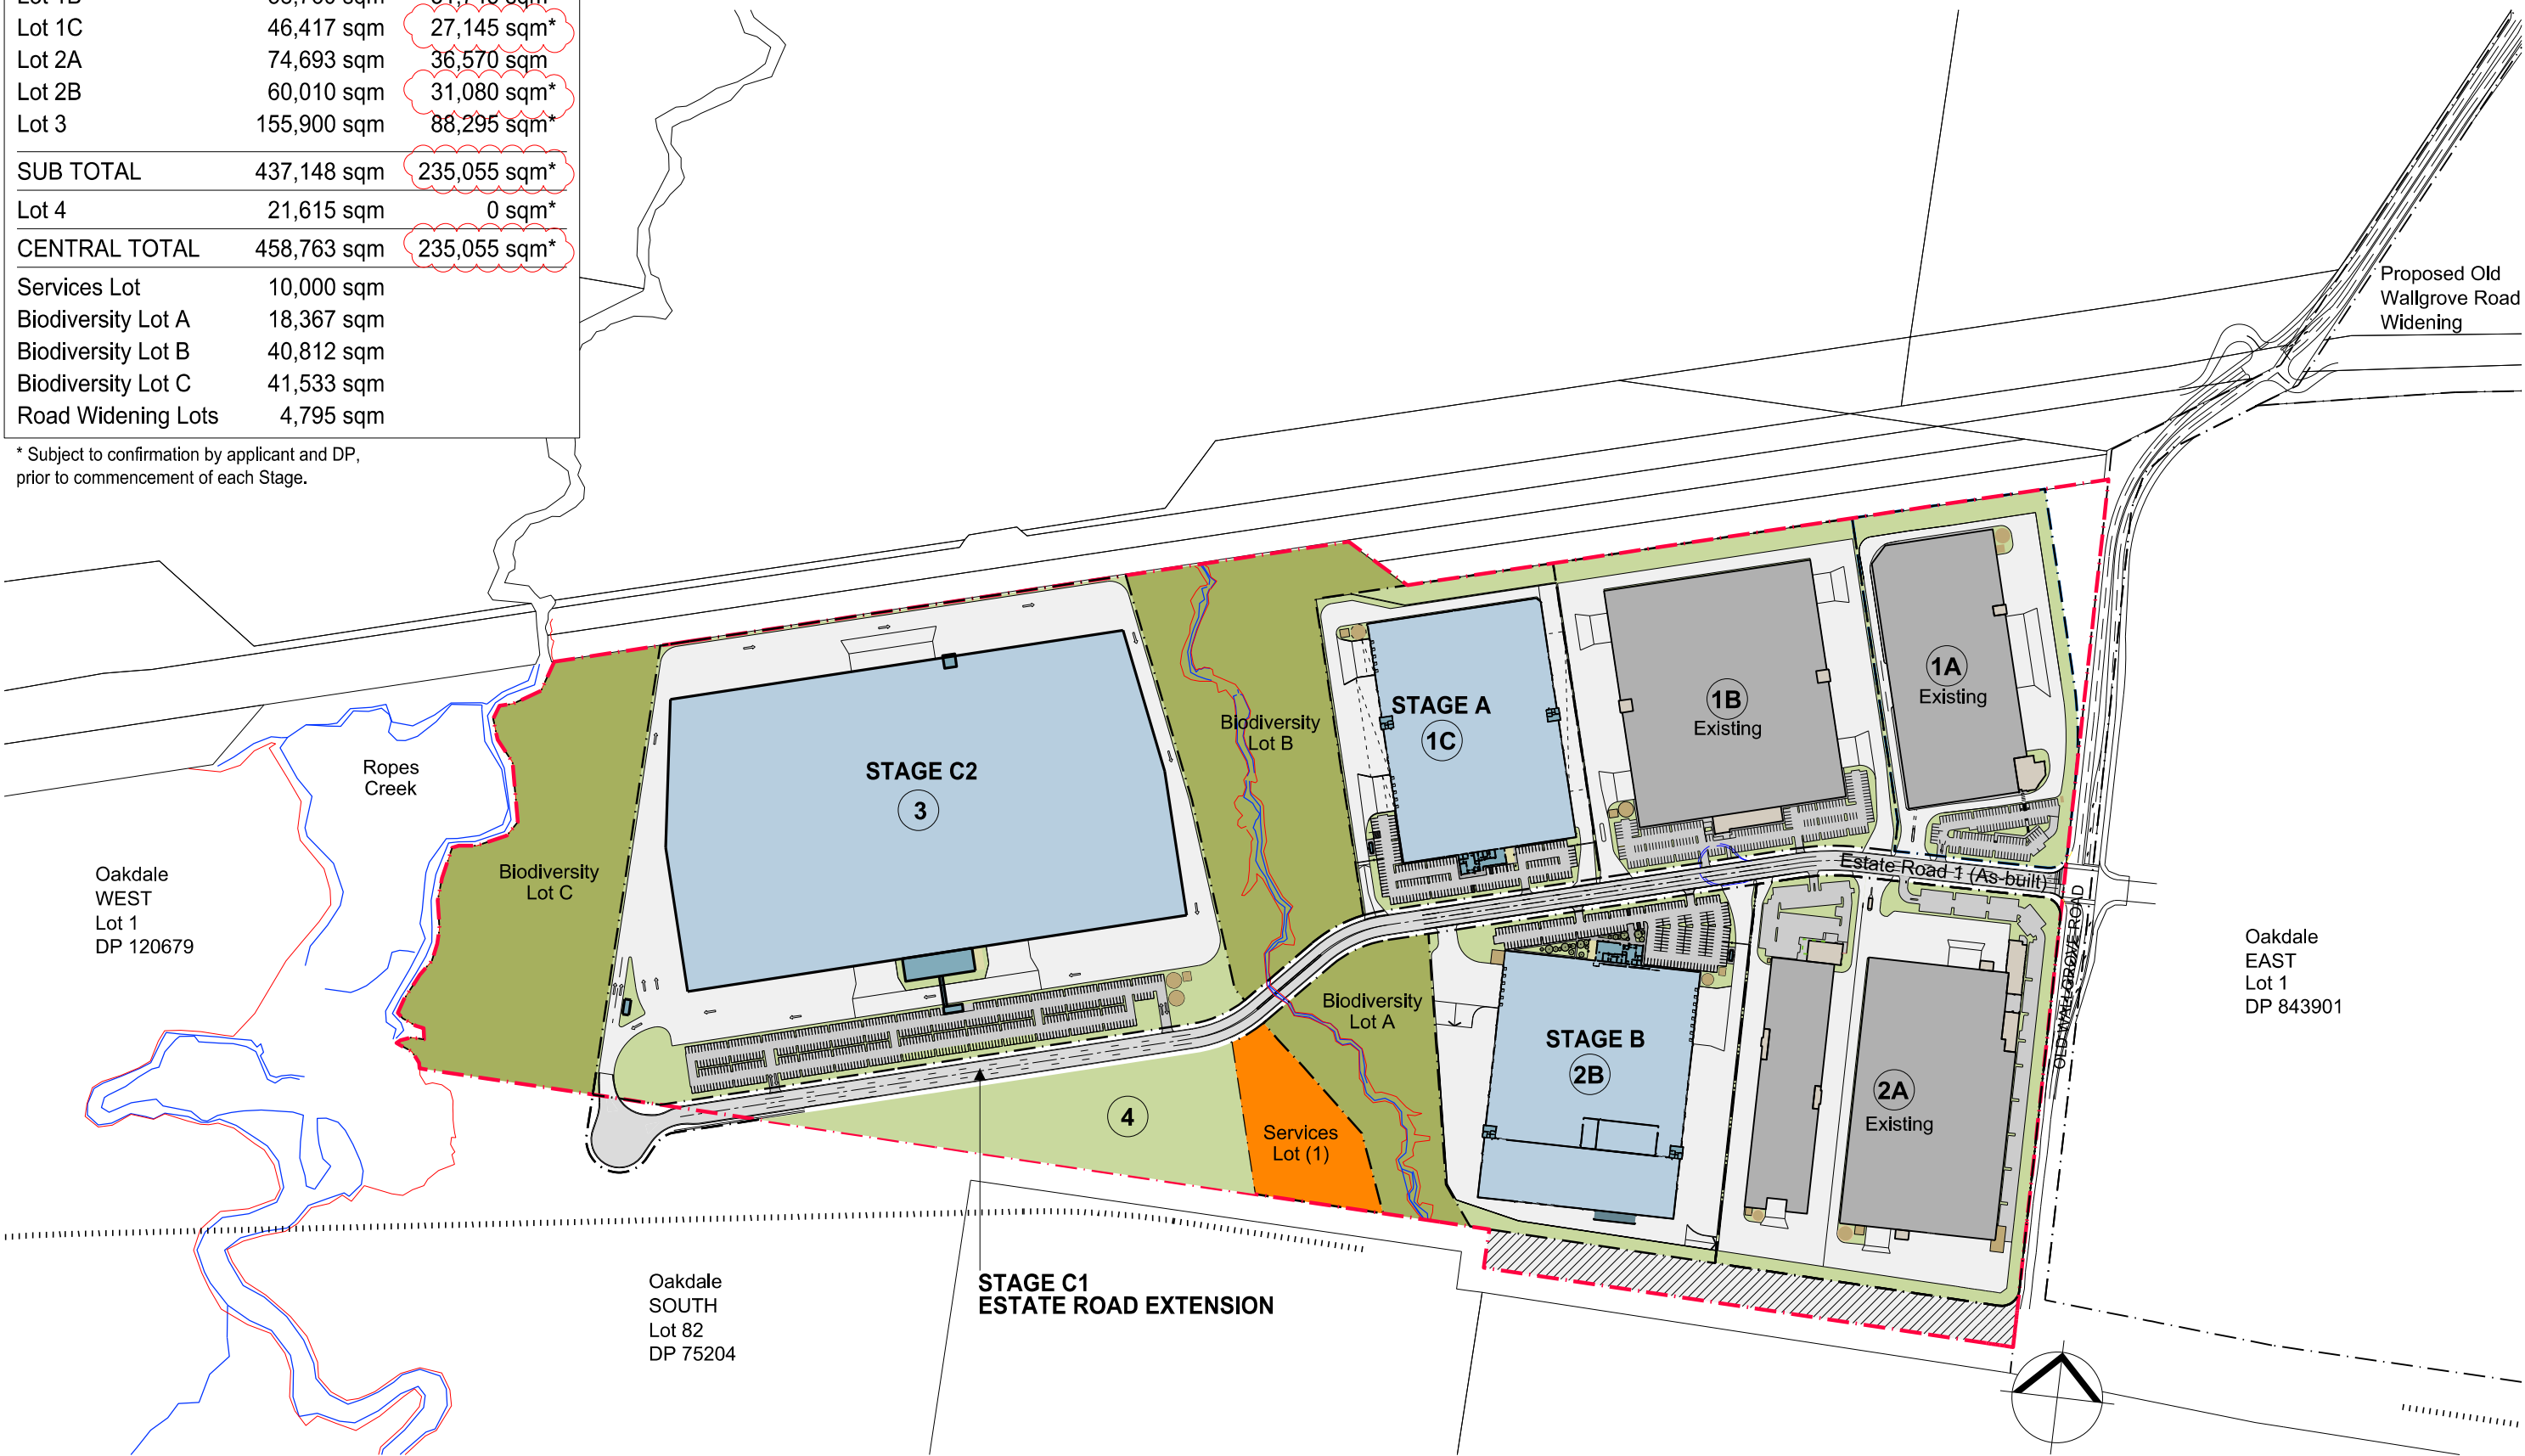 Lot 1C 46,417 sqm 27,145 sqm*
Lot 2A 74,693 sqm 36,570 sqm
Lot 2B 60,010 sqm 31,080 sqm*
Lot 3 155,900 sqm 88,295 sqm*
SUB TOTAL 437,148 sqm 235,055 sqm*
Lot 4 21,615 sqm 0 sqm*
CENTRAL TOTAL 458,763 sqm 235,055 sqm*
Services Lot 10,000 sqm
Biodiversity Lot A 18,367 sqm
Biodiversity Lot B 40,812 sqm
Biodiversity Lot C 41,533 sqm
Road Widening Lots 4,795 sqm
* Subject to confirmation by applicant and DP,
prior to commencement of each Stage.
Proposed Old
Wallgrove Road
Widening
Ropes
Creek
Oakdale
WEST
Lot 1
DP 120679
Biodiversity
Lot C
STAGE C2
3
Biodiversity
Lot B
STAGE A
1C
1B
Existing
1A
Existing
Estate Road 1 (As-built)
OLD WALLGROVE ROAD
Oakdale
EAST
Lot 1
DP 843901
Biodiversity
Lot A
STAGE B
2B
2A
Existing
4
Services
Lot (1)
STAGE C1
ESTATE ROAD EXTENSION
Oakdale
SOUTH
Lot 82
DP 75204